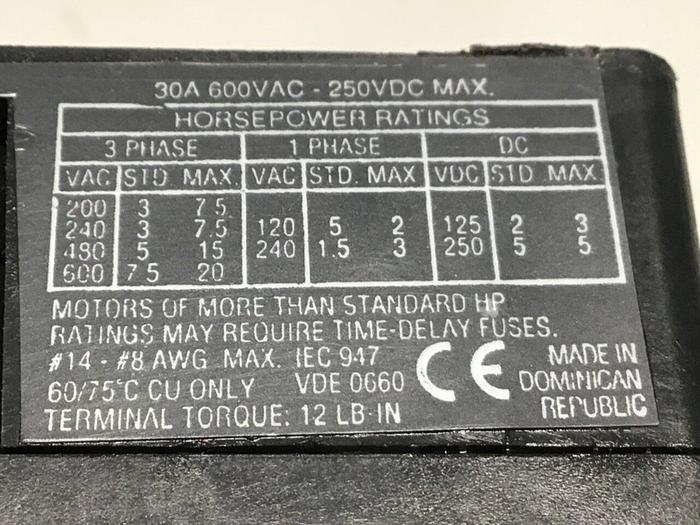 30A 600VAC - 250VDC MAX.
HORSEPOWER RATINGS
3 PHASE 1 PHASE DC
VAC STD MAX. VAC STD. MAX VDC STD MAX
200 3 7.5
240 3 7.5 120 5 2 125 2 3
480 5 15 240 1.5 3 250 5 5
600 7.5 20
MOTORS OF MORE THAN STANDARD HP
RATINGS MAY REQUIRE TIME-DELAY FUSES.
#14 - #8 AWG MAX. IEC 947 CE MADE IN
60/75°C CU ONLY VDE 0660 DOMINICAN
TERMINAL TORQUE: 12 LB-IN REPUBLIC